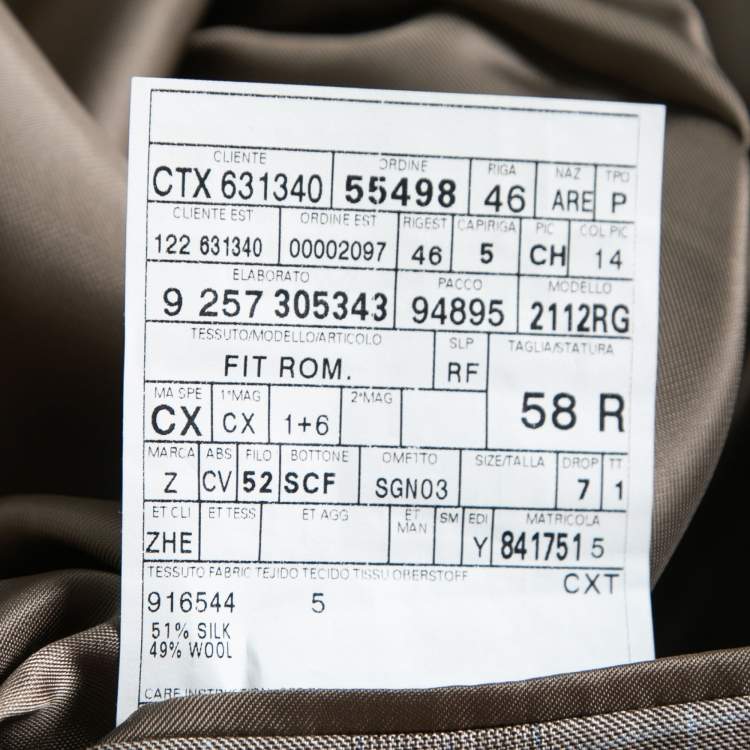 CLIENTE ORDINE RIGA NAZ TPO
CTX 631340 55498 46 ARE P
CLIENTE EST ORDINE EST RIGEST CAPIRIGA PIC COL PIC
122 631340 00002097 46 5 CH 14
ELABORATO PACCO MODELLO
9 257 305343 94895 2112RG
TESSUTO/MODELLO/ARTICOLO SLP TAGLIA/STATURA
FIT ROM. RF 58 R
MA SPE 1°MAG 2°MAG
CX CX 1+6
MARCA ABS FILO BOTTONE OMFTTO SIZE/TALLA DROP TT
Z CV 52 SCF SGN03 7 1
ET CLI ET TESS ET AGG ET MAN SM EDI MATRICOLA
ZHE Y 841751 5
TESSUTO FABRIC TEJIDO TECIDO TISSU OBERSTOFF CXT
916544 5
51% SILK
49% WOOL
CARE